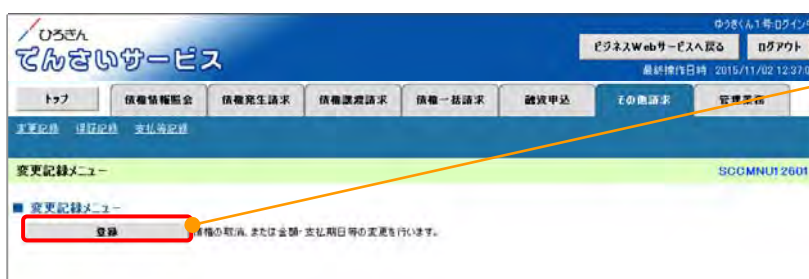 ひろぎん
でんさいサービス
ゆうぎん1号:ログイン中
ビジネスWebサービスへ戻る ログアウト
最終操作日時:2015/11/02 12:37:0
トップ 債権情報照会 債権発生請求 債権譲渡請求 債権一括請求 融資申込 その他請求 管理業務
変更記録 保証記録 支払等記録
変更記録メニュー SCCMNU12601
■ 変更記録メニュー
登録 債権の取消、または金額・支払期日等の変更を行います。